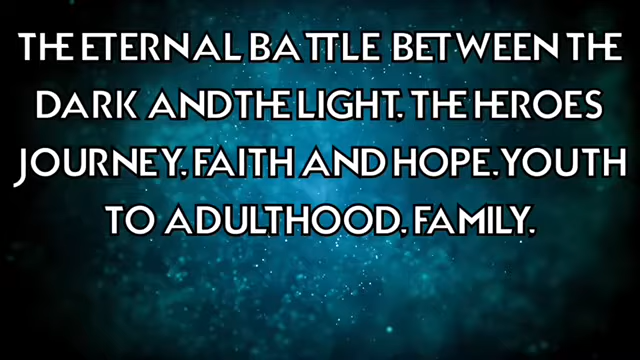 THE ETERNAL BATTLE BETWEEN THE
DARK AND THE LIGHT. THE HEROES
JOURNEY. FAITH AND HOPE. YOUTH
TO ADULTHOOD. FAMILY.